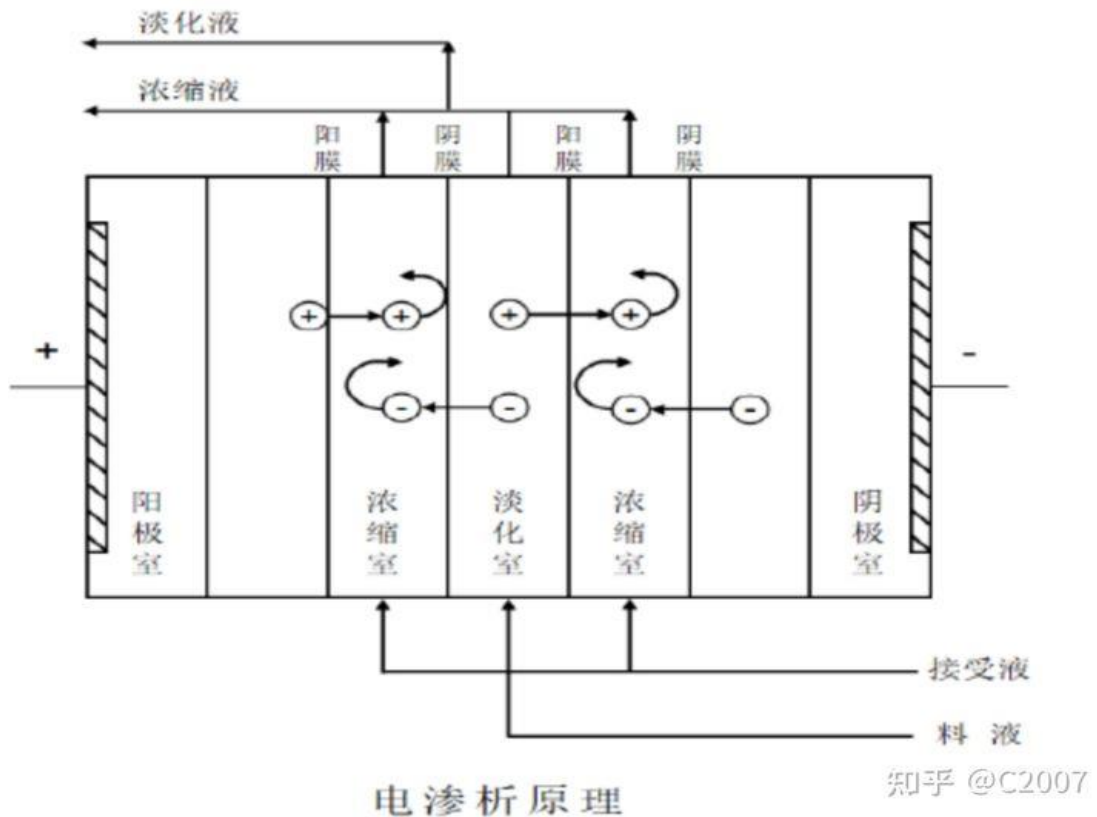 淡化液
浓缩液
阳膜
阴膜
阳膜
阴膜
+
-
+
+
+
+
-
-
-
-
阳极室
浓缩室
淡化室
浓缩室
阴极室
接受液
料 液
电渗析原理
知乎 @C2007